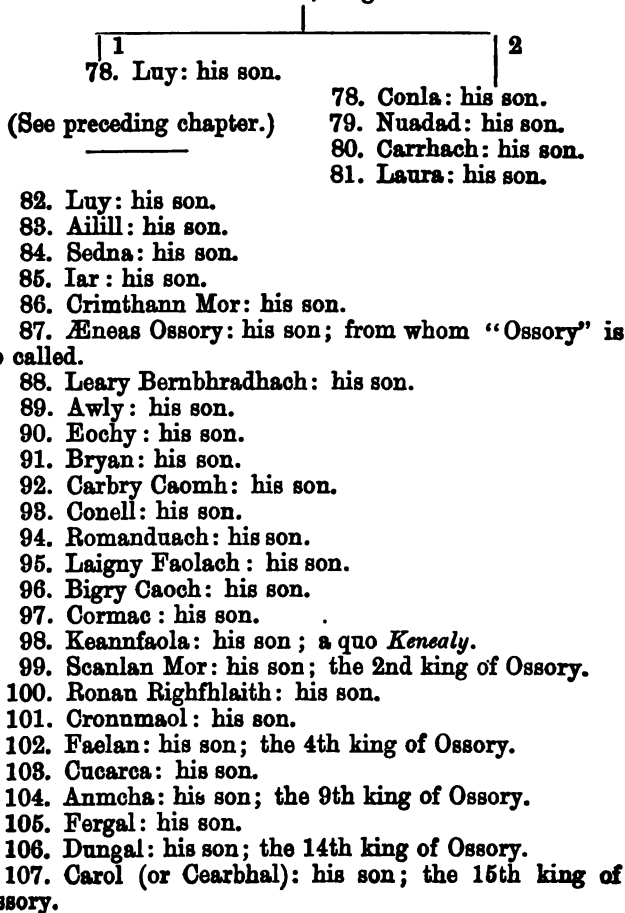 1
2
78. Luy: his son.
(See preceding chapter.)
78. Conla: his son.
79. Nuadad: his son.
80. Carrhach: his son.
81. Laura: his son.
82. Luy: his son.
83. Ailill: his son.
84. Sedna: his son.
85. Iar: his son.
86. Crimthann Mor: his son.
87. Æneas Ossory: his son; from whom "Ossory" is
called.
88. Leary Bernbhradhach: his son.
89. Awly: his son.
90. Eochy: his son.
91. Bryan: his son.
92. Carbry Caomh: his son.
93. Conell: his son.
94. Romanduach: his son.
95. Laigny Faolach: his son.
96. Bigry Caoch: his son.
97. Cormac: his son.
98. Keannfaola: his son; a quo Kenealy.
99. Scanlan Mor: his son; the 2nd king of Ossory.
100. Ronan Righfhlaith: his son.
101. Cronnmaol: his son.
102. Faelan: his son; the 4th king of Ossory.
103. Cucarca: his son.
104. Anmcha: his son; the 9th king of Ossory.
105. Fergal: his son.
106. Dungal: his son; the 14th king of Ossory.
107. Carol (or Cearbhal): his son; the 15th king of
ssory.